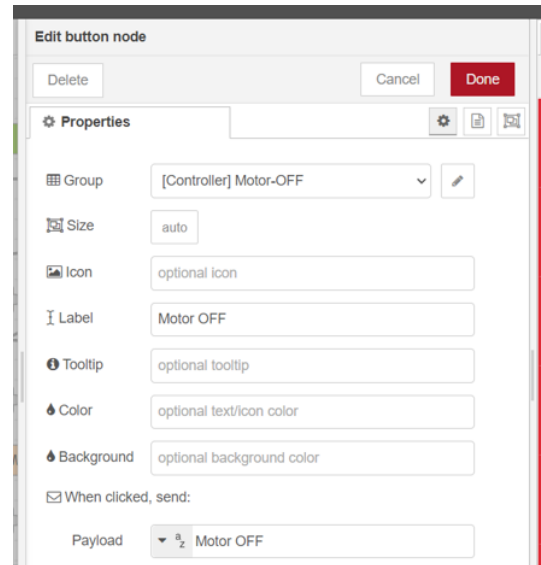 Edit button node
Delete
Cancel
Done
Properties
Group
[Controller] Motor-OFF
Size
auto
Icon
optional icon
Label
Motor OFF
Tooltip
optional tooltip
Color
optional text/icon color
Background
optional background color
When clicked, send:
Payload
a
z
Motor OFF